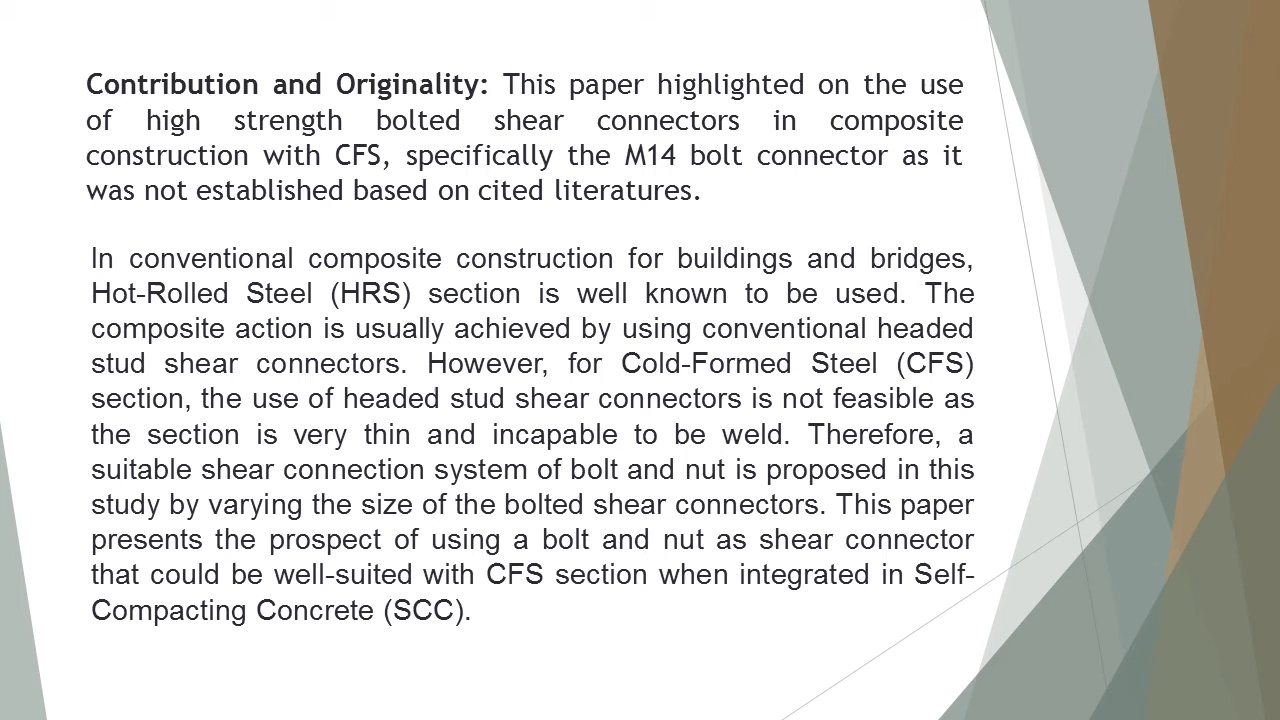 Contribution and Originality: This paper highlighted on the use
of high strength bolted shear connectors in composite
construction with CFS, specifically the M14 bolt connector as it
was not established based on cited literatures.
In conventional composite construction for buildings and bridges,
Hot-Rolled Steel (HRS) section is well known to be used. The
composite action is usually achieved by using conventional headed
stud shear connectors. However, for Cold-Formed Steel (CFS)
section, the use of headed stud shear connectors is not feasible as
the section is very thin and incapable to be weld. Therefore, a
suitable shear connection system of bolt and nut is proposed in this
study by varying the size of the bolted shear connectors. This paper
presents the prospect of using a bolt and nut as shear connector
that could be well-suited with CFS section when integrated in Self-
Compacting Concrete (SCC).